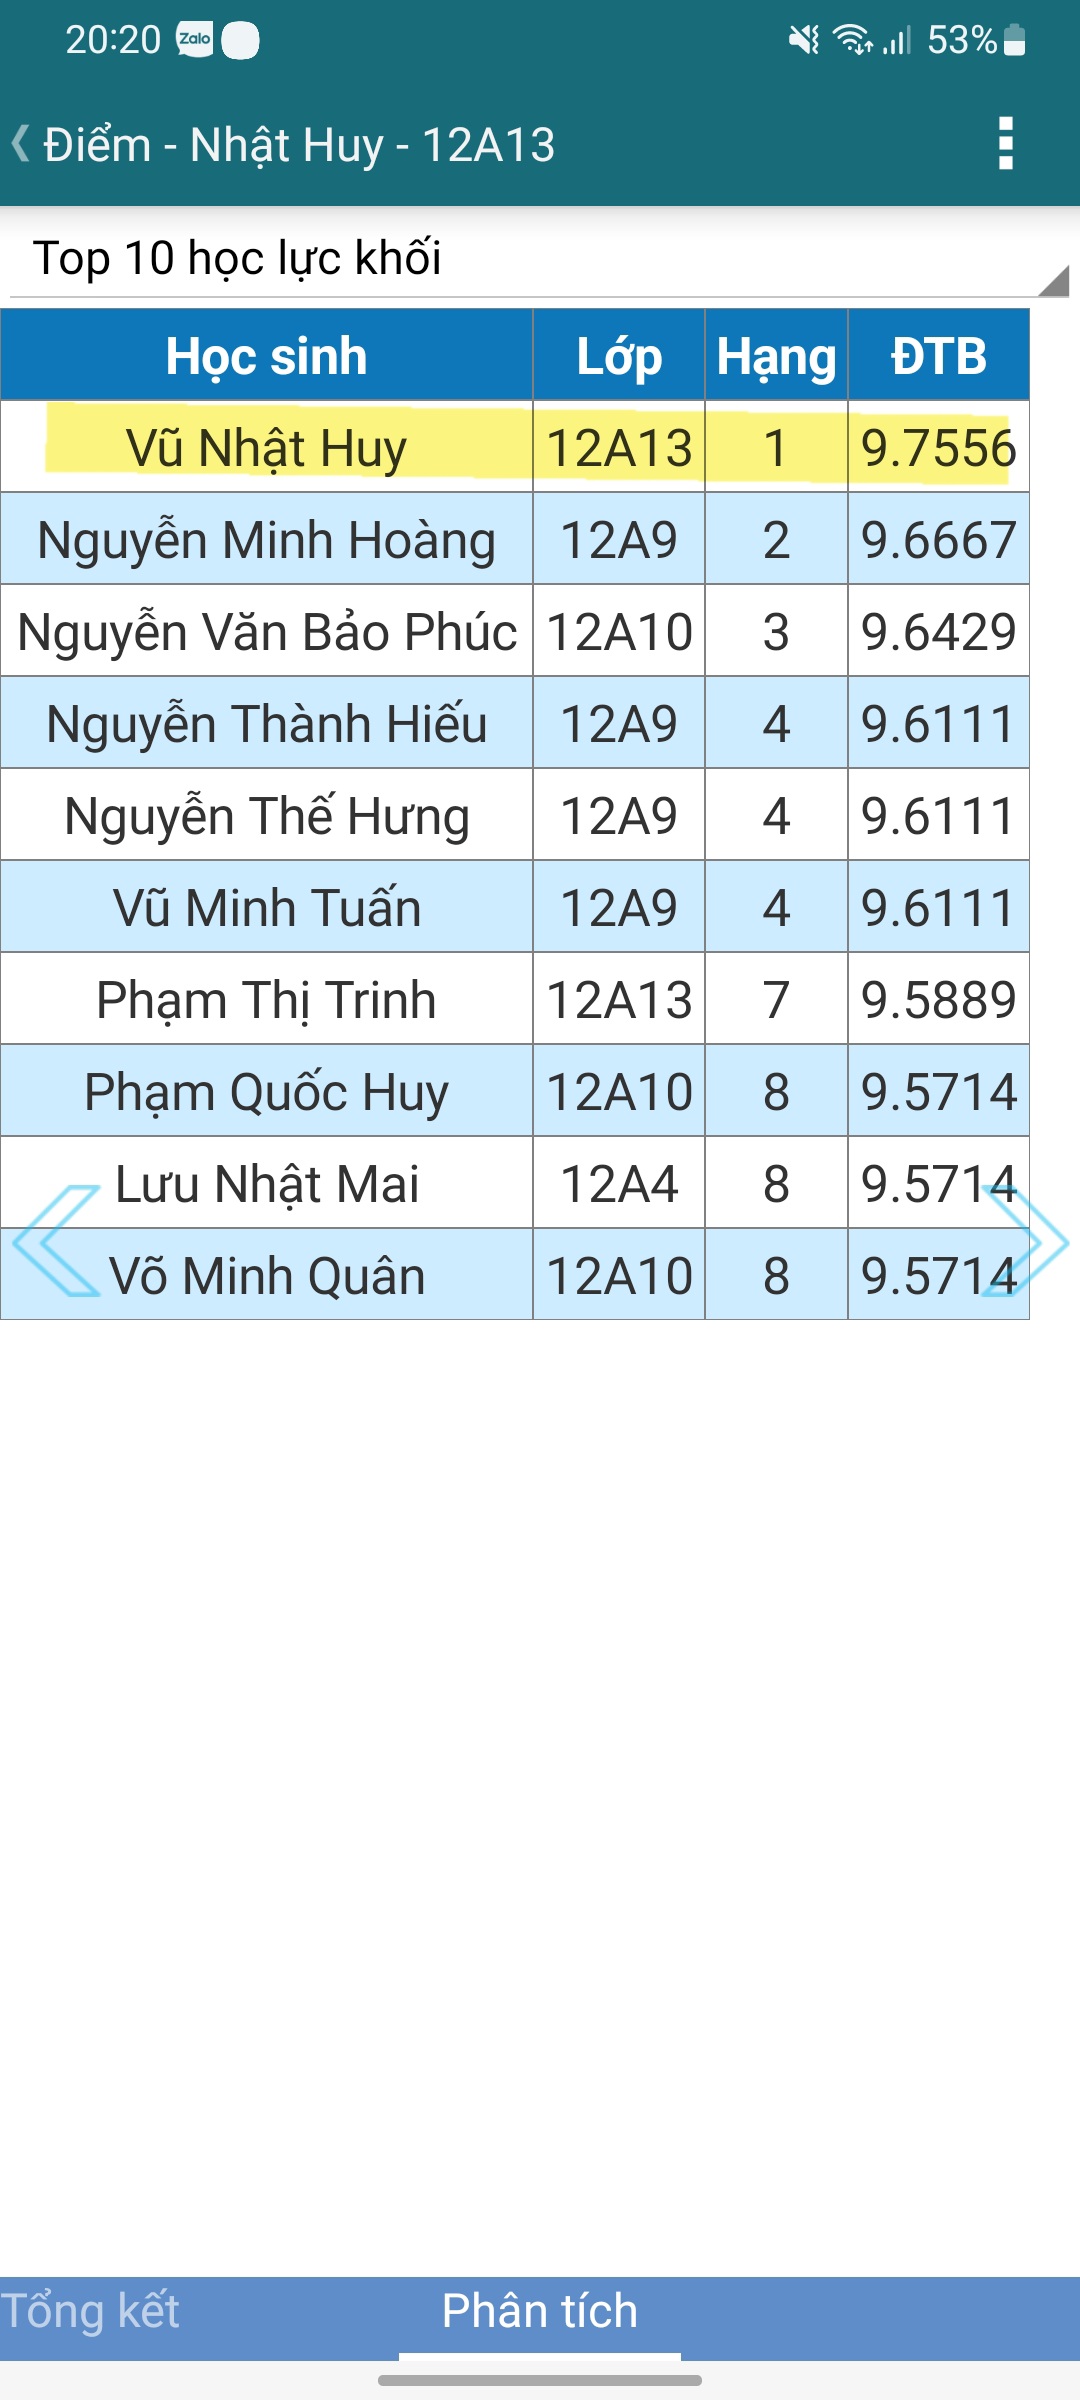 20:20 Zalo 53%
Điểm - Nhật Huy - 12A13
Top 10 học lực khối
Học sinh Lớp Hạng ĐTB
Vũ Nhật Huy 12A13 1 9.7556
Nguyễn Minh Hoàng 12A9 2 9.6667
Nguyễn Văn Bảo Phúc 12A10 3 9.6429
Nguyễn Thành Hiếu 12A9 4 9.6111
Nguyễn Thế Hưng 12A9 4 9.6111
Vũ Minh Tuấn 12A9 4 9.6111
Phạm Thị Trinh 12A13 7 9.5889
Phạm Quốc Huy 12A10 8 9.5714
Lưu Nhật Mai 12A4 8 9.5714
Võ Minh Quân 12A10 8 9.5714
Tổng kết Phân tích